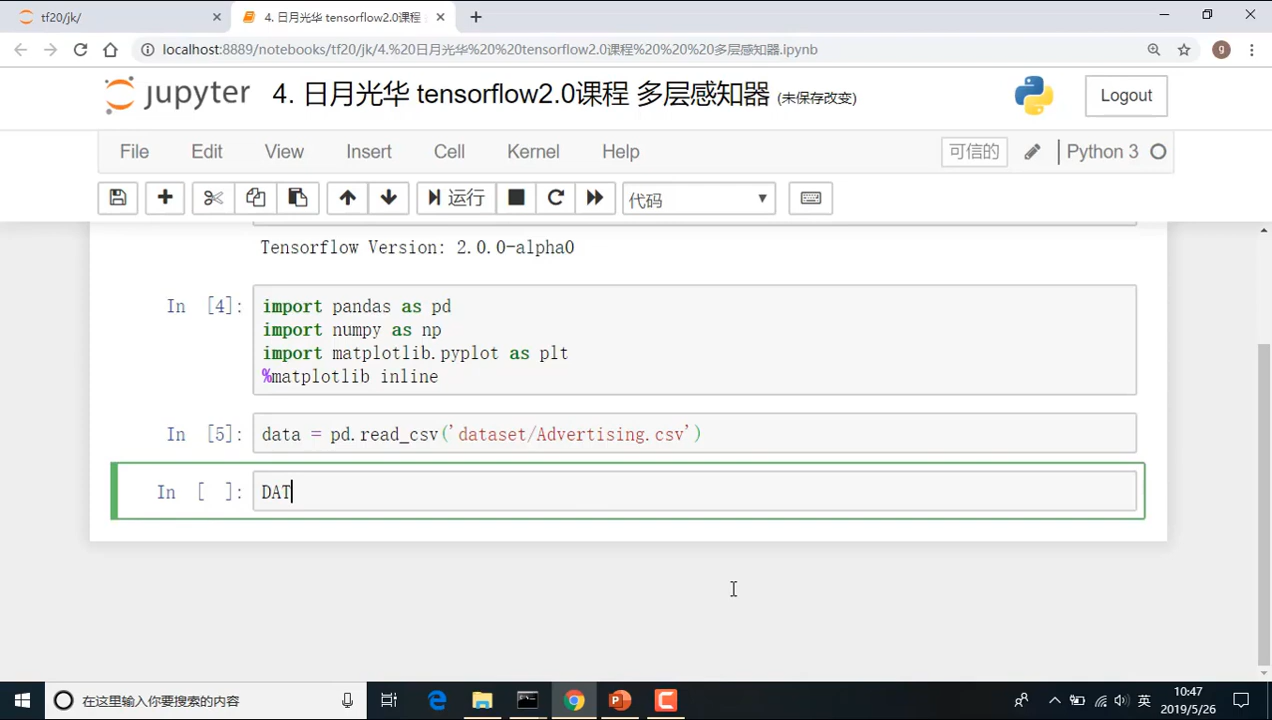 tf20/jk/
4. 日月光华 tensorflow2.0课程
localhost:8889/notebooks/tf20/jk/4.%20日月光华%20%20tensorflow2.0课程%20%20%20多层感知器.ipynb
g
jupyter 4. 日月光华 tensorflow2.0课程 多层感知器 (未保存改变) Logout
File Edit View Insert Cell Kernel Help 可信的 Python 3
运行 代码
Tensorflow Version: 2.0.0-alpha0
In [4]: import pandas as pd
import numpy as np
import matplotlib.pyplot as plt
%matplotlib inline
In [5]: data = pd.read_csv('dataset/Advertising.csv')
In [ ]: DAT
在这里输入你要搜索的内容
英
10:47
2019/5/26